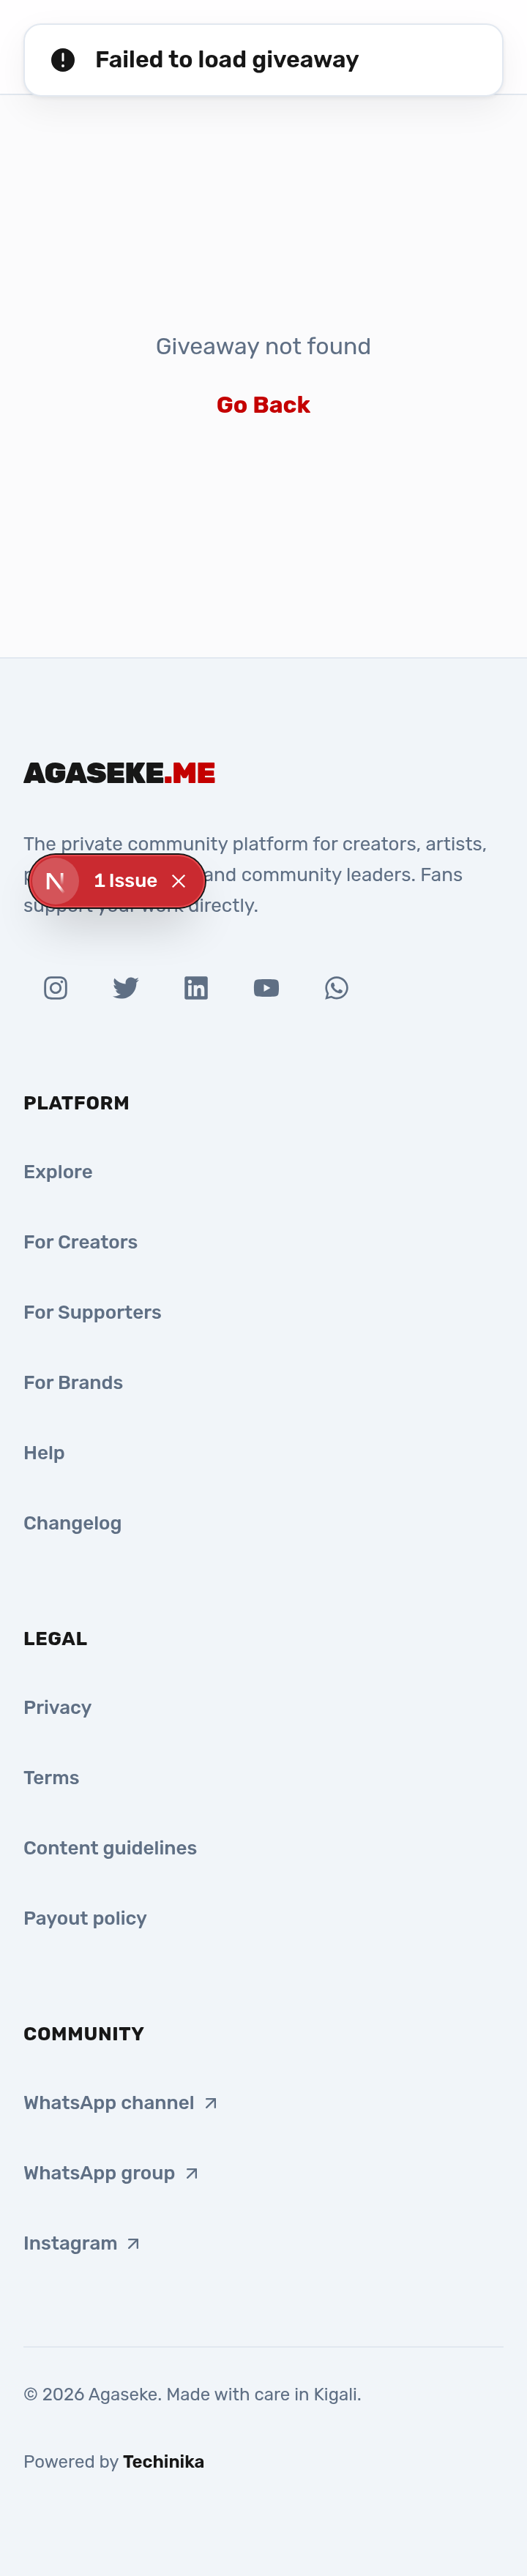 Failed to load giveaway
Giveaway not found
Go Back
AGASEKE.ME
The private community platform for creators, artists,
and community leaders. Fans
1 Issue
support your work directly.
PLATFORM
Explore
For Creators
For Supporters
For Brands
Help
Changelog
LEGAL
Privacy
Terms
Content guidelines
Payout policy
COMMUNITY
WhatsApp channel
WhatsApp group
Instagram
© 2026 Agaseke. Made with care in Kigali.
Powered by Techinika